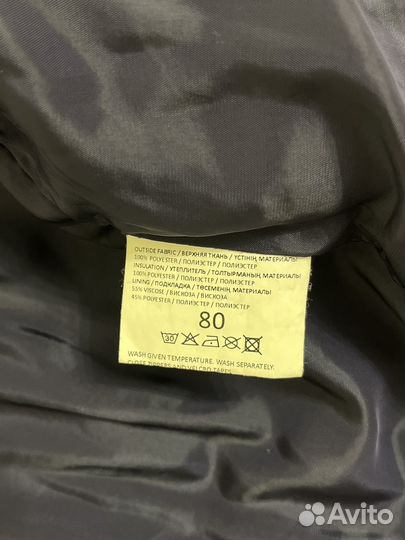 OUTSIDE FABRIC / ВЕРХНЯЯ ТКАНЬ / ҮСТІНІҢ МАТЕРИАЛЫ
100% POLYESTER / ПОЛИЭСТЕР / ПОЛИЭСТЕР
INSULATION / УТЕПЛИТЕЛЬ / ТОЛТЫРМАНЫҢ МАТЕРИАЛЫ
100% POLYESTER / ПОЛИЭСТЕР / ПОЛИЭСТЕР
LINING / ПОДКЛАДКА / ТӨСЕМЕНІҢ МАТЕРИАЛЫ
55% VISCOSE / ВИСКОЗА / ВИСКОЗА
45% POLYESTER / ПОЛИЭСТЕР / ПОЛИЭСТЕР
80
30
WASH GIVEN TEMPERATURE. WASH SEPARATELY.
CLOSE ZIPPERS AND VELCRO TAPES.
Avito